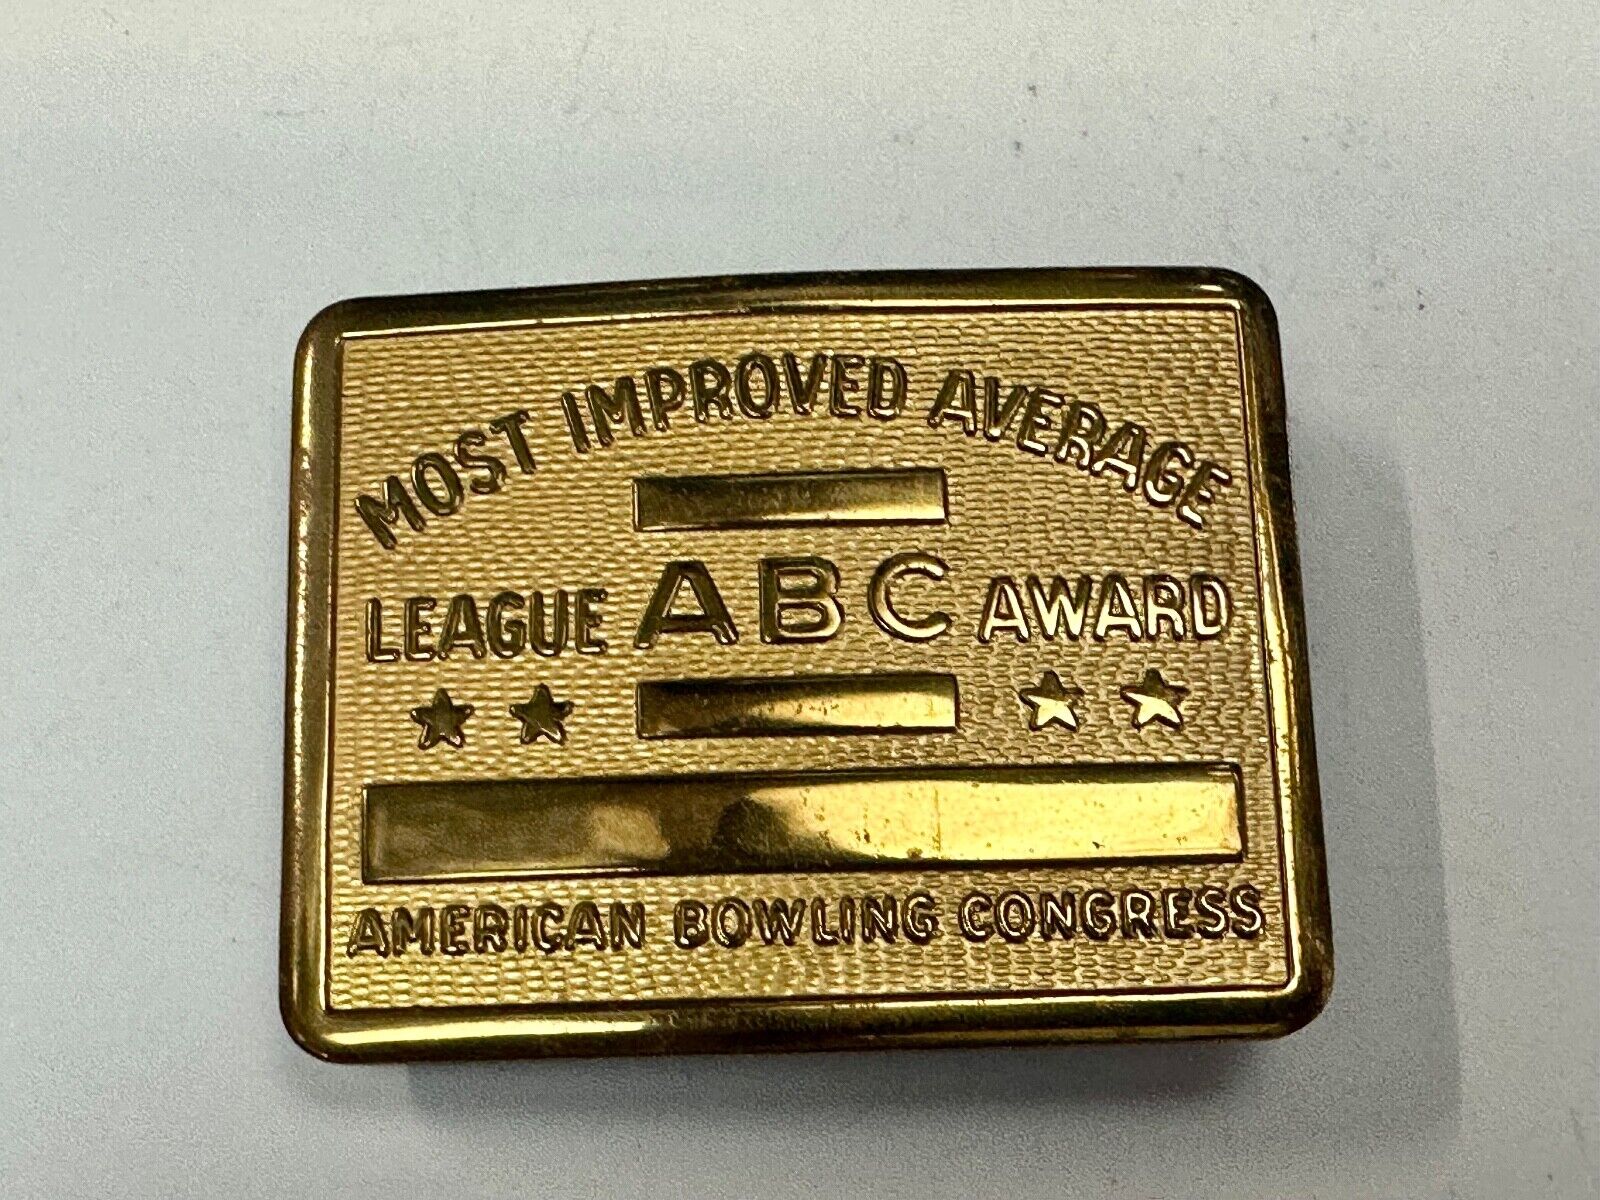 MOST IMPROVED AVERAGE
LEAGUE ABC AWARD
AMERICAN BOWLING CONGRESS